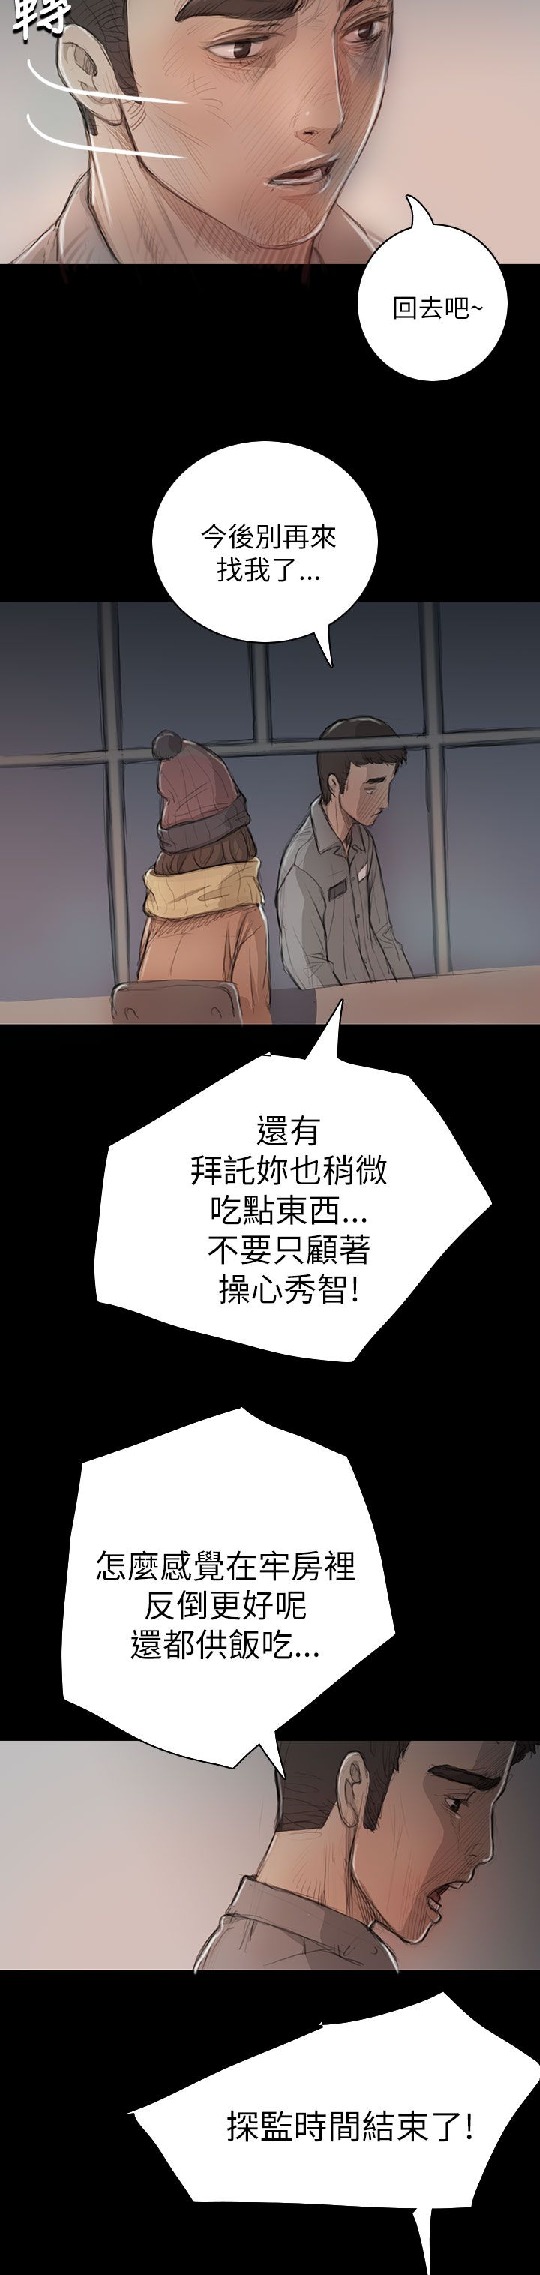 轉
回去吧~
今後別再來
找我了...
還有
拜託妳也稍微
吃點東西...
不要只顧著
操心秀智!
怎麼感覺在牢房裡
反倒更好呢
還都供飯吃...
探監時間結束了!